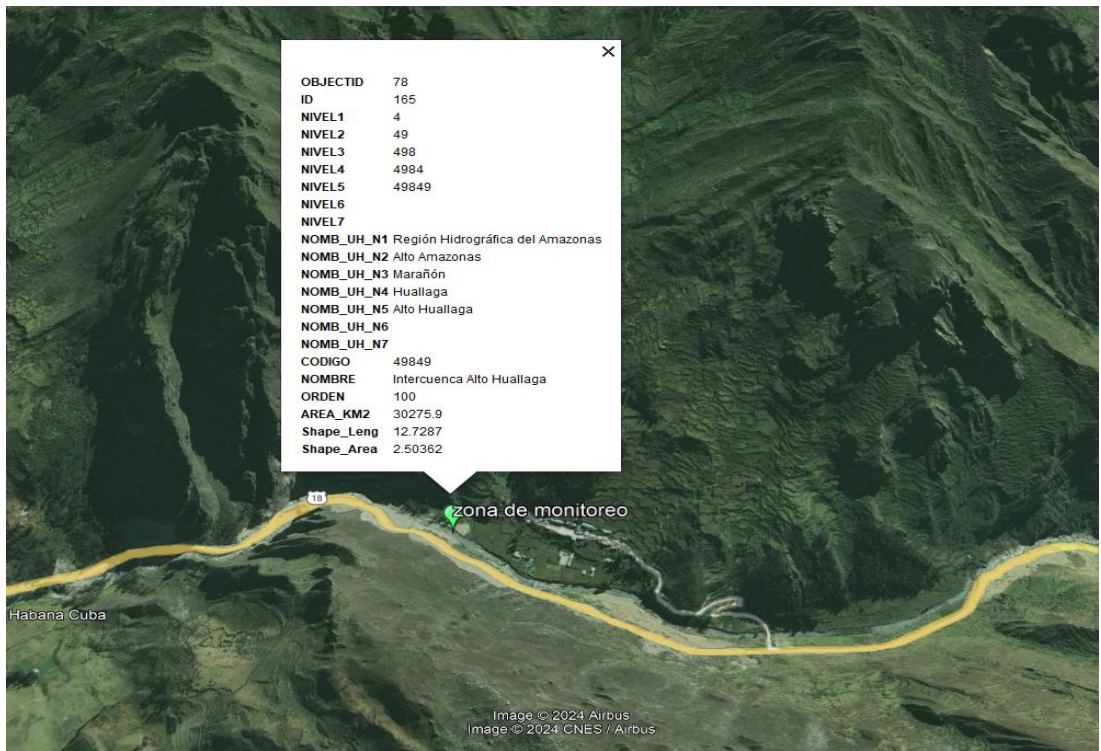 OBJECTID 78
ID 165
NIVEL1 4
NIVEL2 49
NIVEL3 498
NIVEL4 4984
NIVEL5 49849
NIVEL6
NIVEL7
NOMB_UH_N1 Región Hidrográfica del Amazonas
NOMB_UH_N2 Alto Amazonas
NOMB_UH_N3 Marañón
NOMB_UH_N4 Huallaga
NOMB_UH_N5 Alto Huallaga
NOMB_UH_N6
NOMB_UH_N7
CODIGO 49849
NOMBRE Intercuenca Alto Huallaga
ORDEN 100
AREA_KM2 30275.9
Shape_Leng 12.7287
Shape_Area 2.50362
18
zona de monitoreo
Habana Cuba
Image © 2024 Airbus
Image © 2024 CNES / Airbus